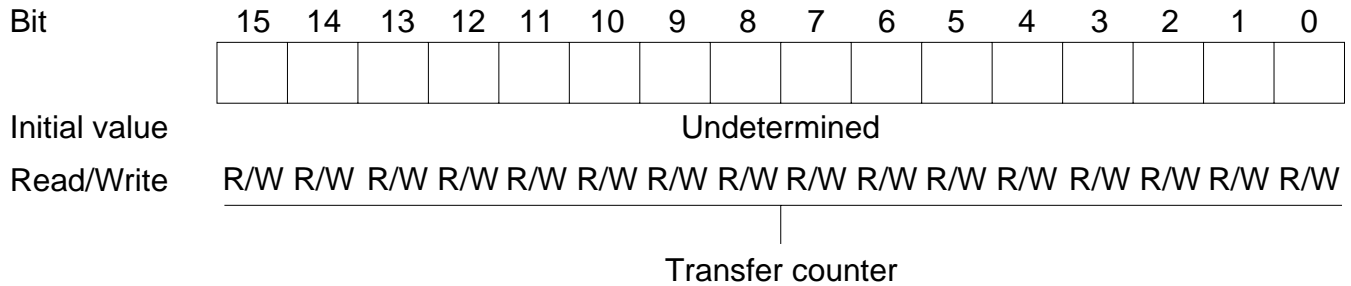 Bit 15 14 13 12 11 10 9 8 7 6 5 4 3 2 1 0
Initial value Undetermined
Read/Write R/W R/W R/W R/W R/W R/W R/W R/W R/W R/W R/W R/W R/W R/W R/W R/W
Transfer counter